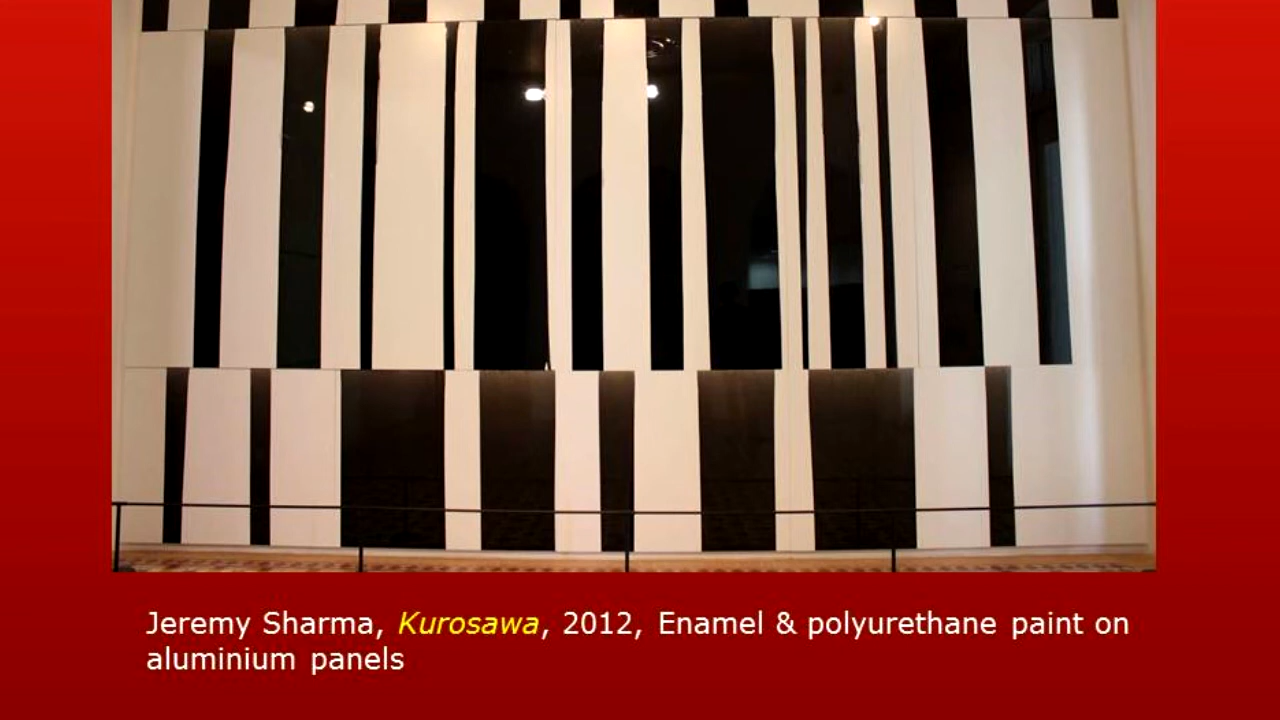 Jeremy Sharma, Kurosawa, 2012, Enamel & polyurethane paint on
aluminium panels